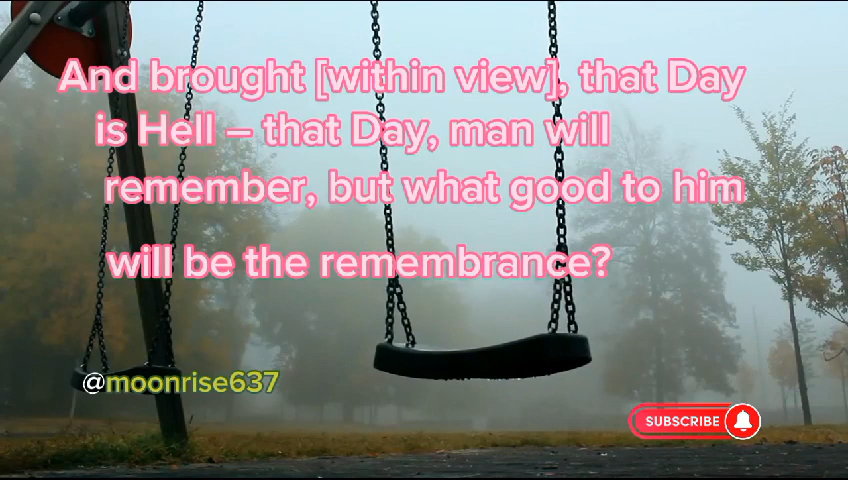 And brought [within view], that Day
is Hell – that Day, man will
remember, but what good to him
will be the remembrance?
@moonrise637
SUBSCRIBE